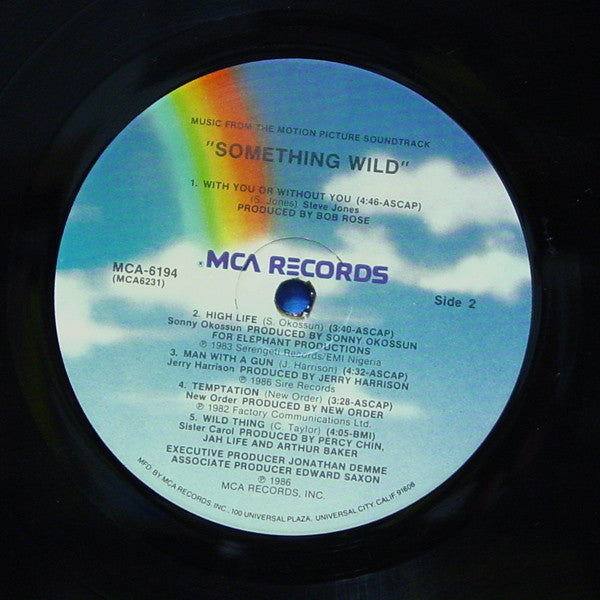 MUSIC FROM THE MOTION PICTURE SOUNDTRACK
"SOMETHING WILD"
1. WITH YOU OR WITHOUT YOU (4:46-ASCAP)
(S. Jones) Steve Jones
PRODUCED BY BOB ROSE
® MCA RECORDS
MCA-6194
(MCA6231)
Side 2
2. HIGH LIFE (S. Okossun) (3:40-ASCAP)
Sonny Okossun PRODUCED BY SONNY OKOSSUN
FOR ELEPHANT PRODUCTIONS
℗ 1983 Serengeti Records/EMI Nigeria
3. MAN WITH A GUN (J. Harrison) (4:32-ASCAP)
Jerry Harrison PRODUCED BY JERRY HARRISON
℗ 1986 Sire Records
4. TEMPTATION (New Order) (3:28-ASCAP)
New Order PRODUCED BY NEW ORDER
℗ 1982 Factory Communications Ltd.
5. WILD THING (C. Taylor) (4:05-BMI)
Sister Carol PRODUCED BY PERCY CHIN,
JAH LIFE AND ARTHUR BAKER
EXECUTIVE PRODUCER JONATHAN DEMME
ASSOCIATE PRODUCER EDWARD SAXON
℗ 1986
MCA RECORDS, INC.
MFD. BY MCA RECORDS, INC., 100 UNIVERSAL PLAZA, UNIVERSAL CITY, CALIF. 91608